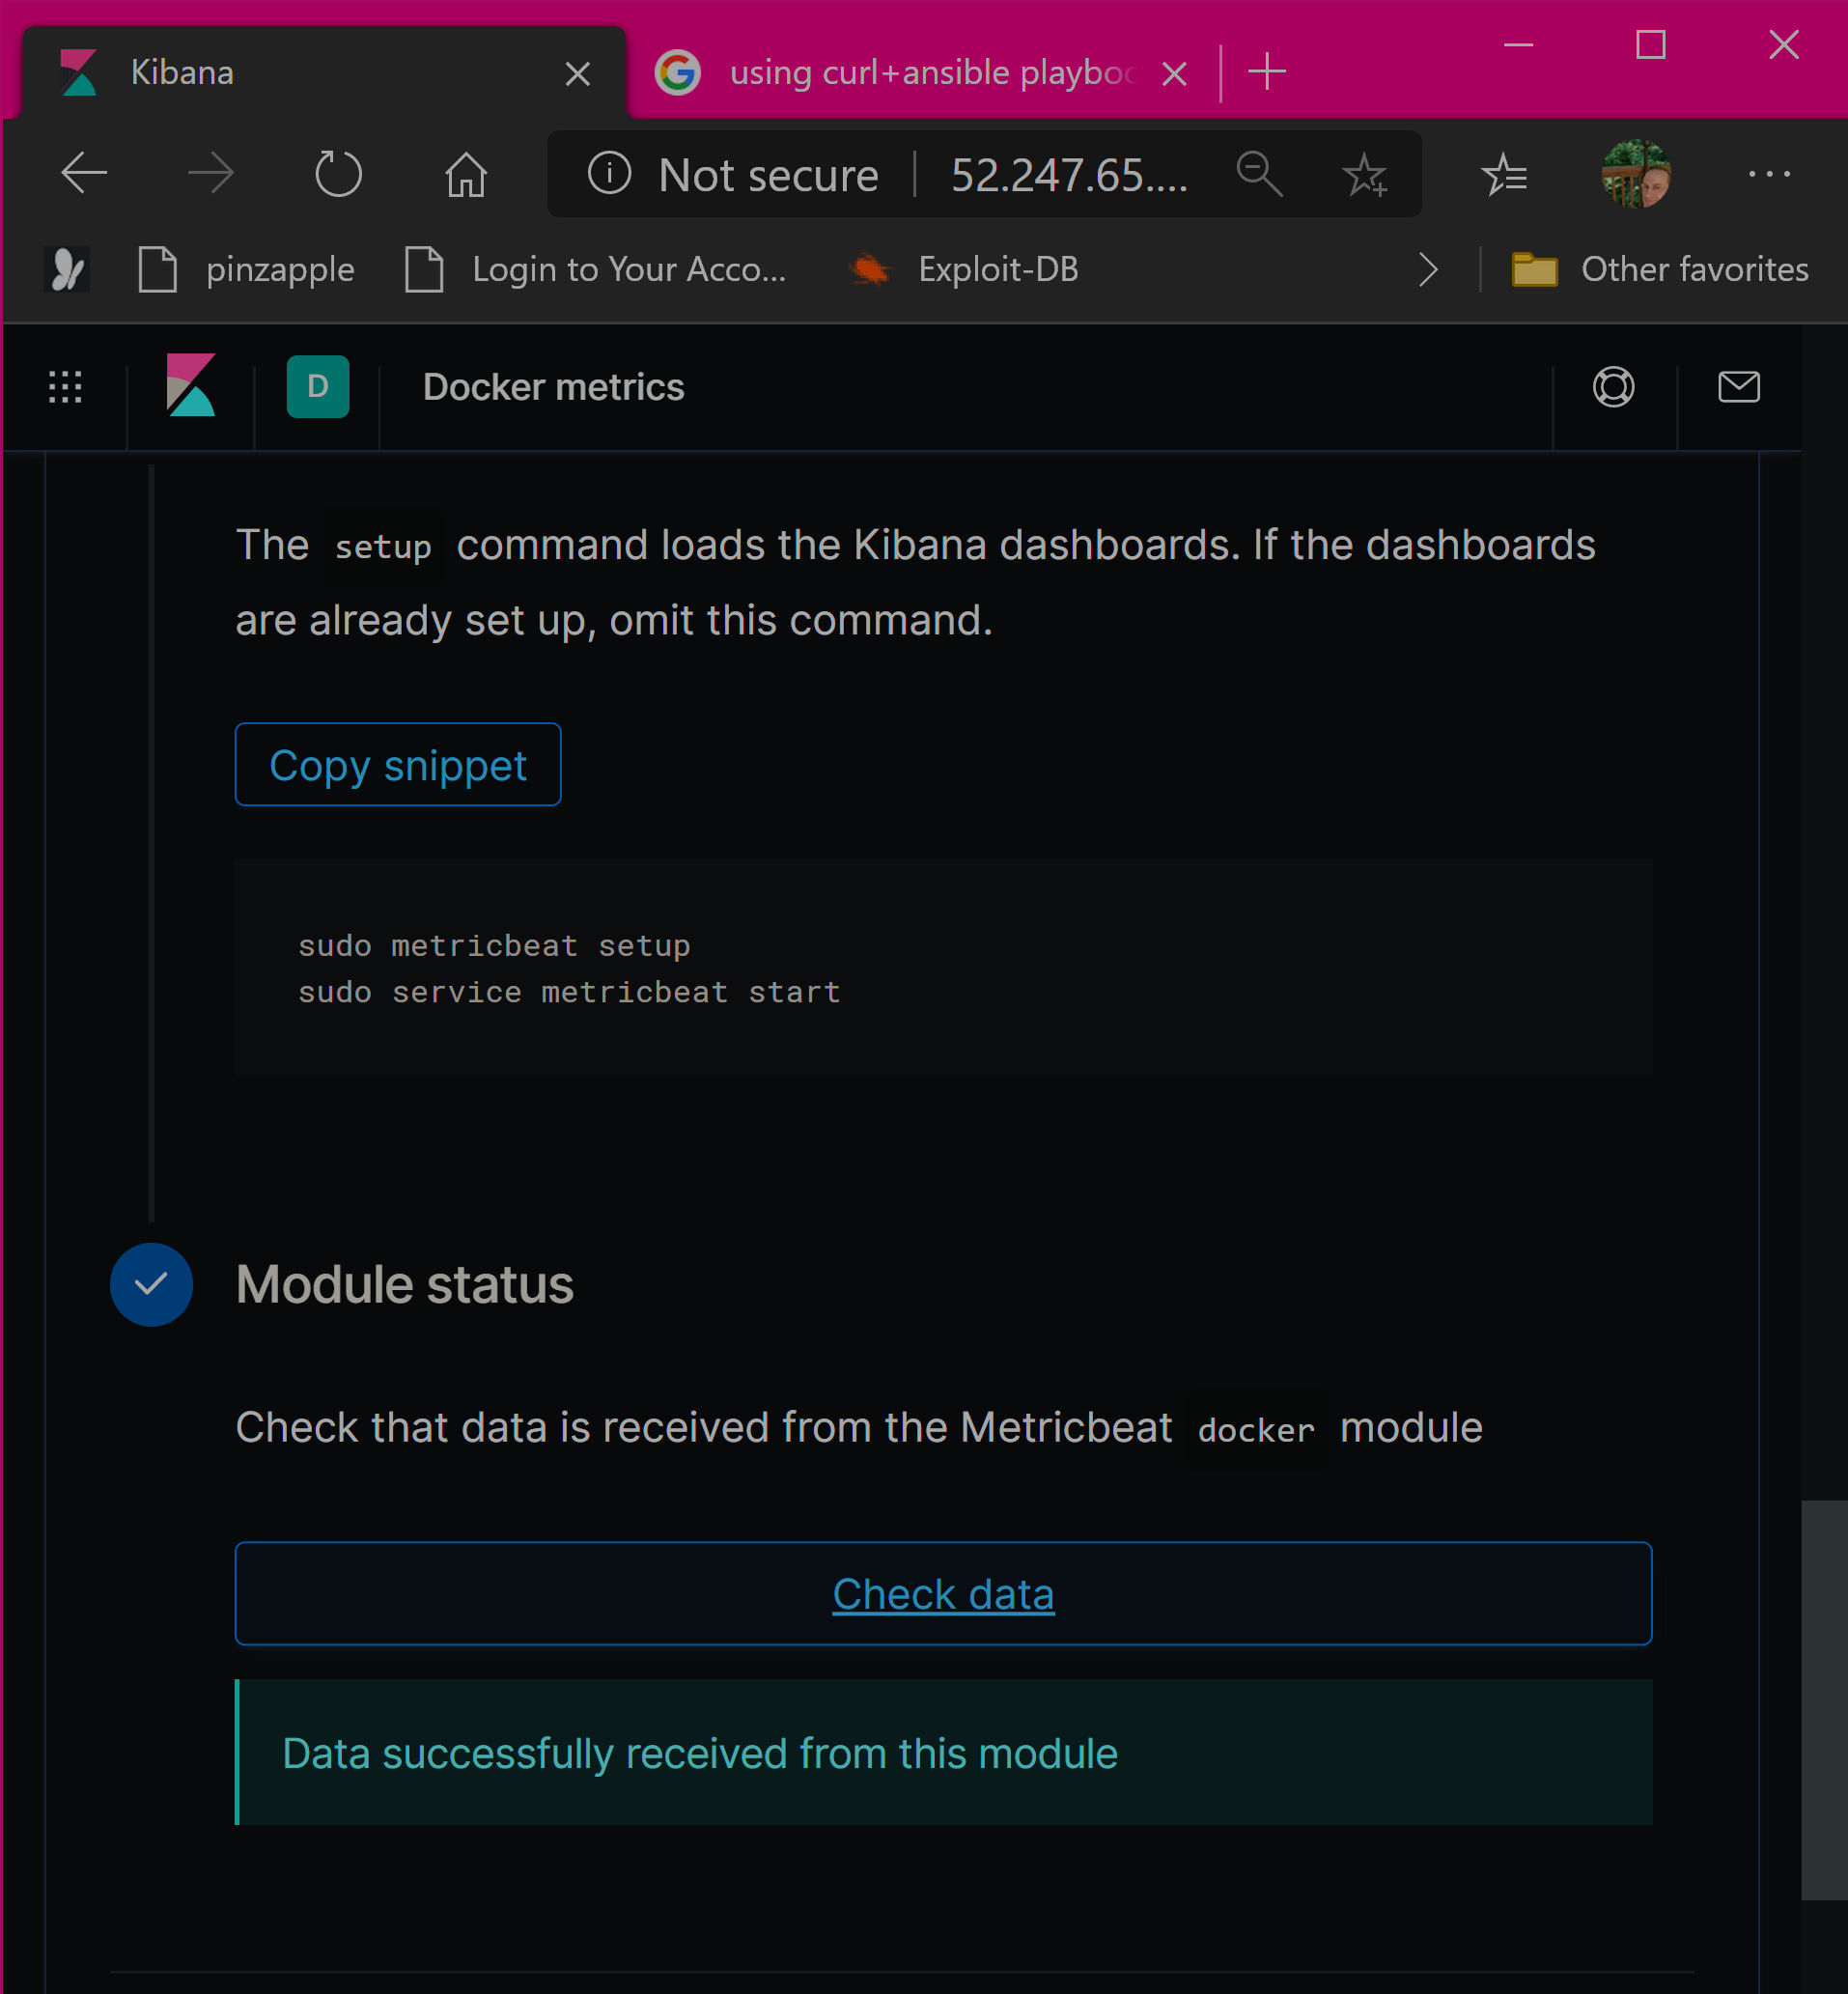 Kibana
using curl+ansible playboo
Not secure
52.247.65....
pinzapple
Login to Your Acco...
Exploit-DB
Other favorites
D
Docker metrics
The setup command loads the Kibana dashboards. If the dashboards
are already set up, omit this command.
Copy snippet
sudo metricbeat setup
sudo service metricbeat start
Module status
Check that data is received from the Metricbeat docker module
Check data
Data successfully received from this module